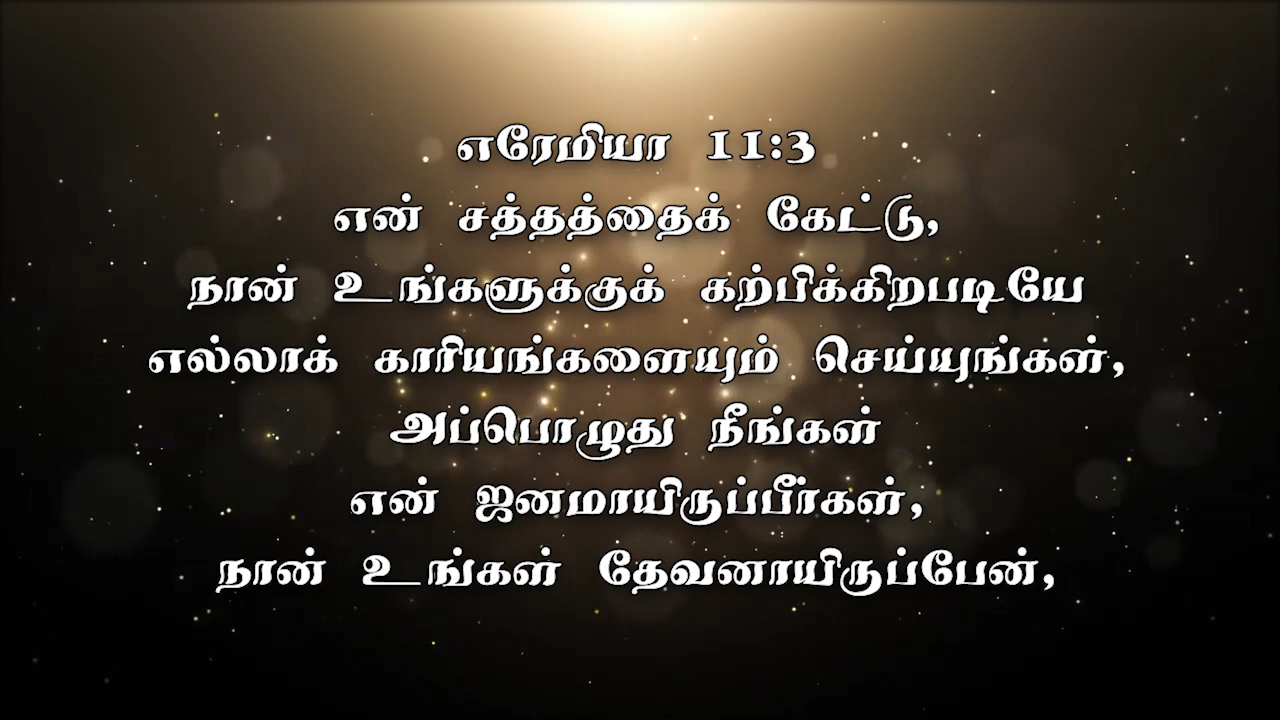 எரேமியா 11:3
என் சத்தத்தைக் கேட்டு,
நான் உங்களுக்குக் கற்பிக்கிறபடியே
எல்லாக் காரியங்களையும் செய்யுங்கள்,
அப்பொழுது நீங்கள்
என் ஜனமாயிருப்பீர்கள்,
நான் உங்கள் தேவனாயிருப்பேன்,